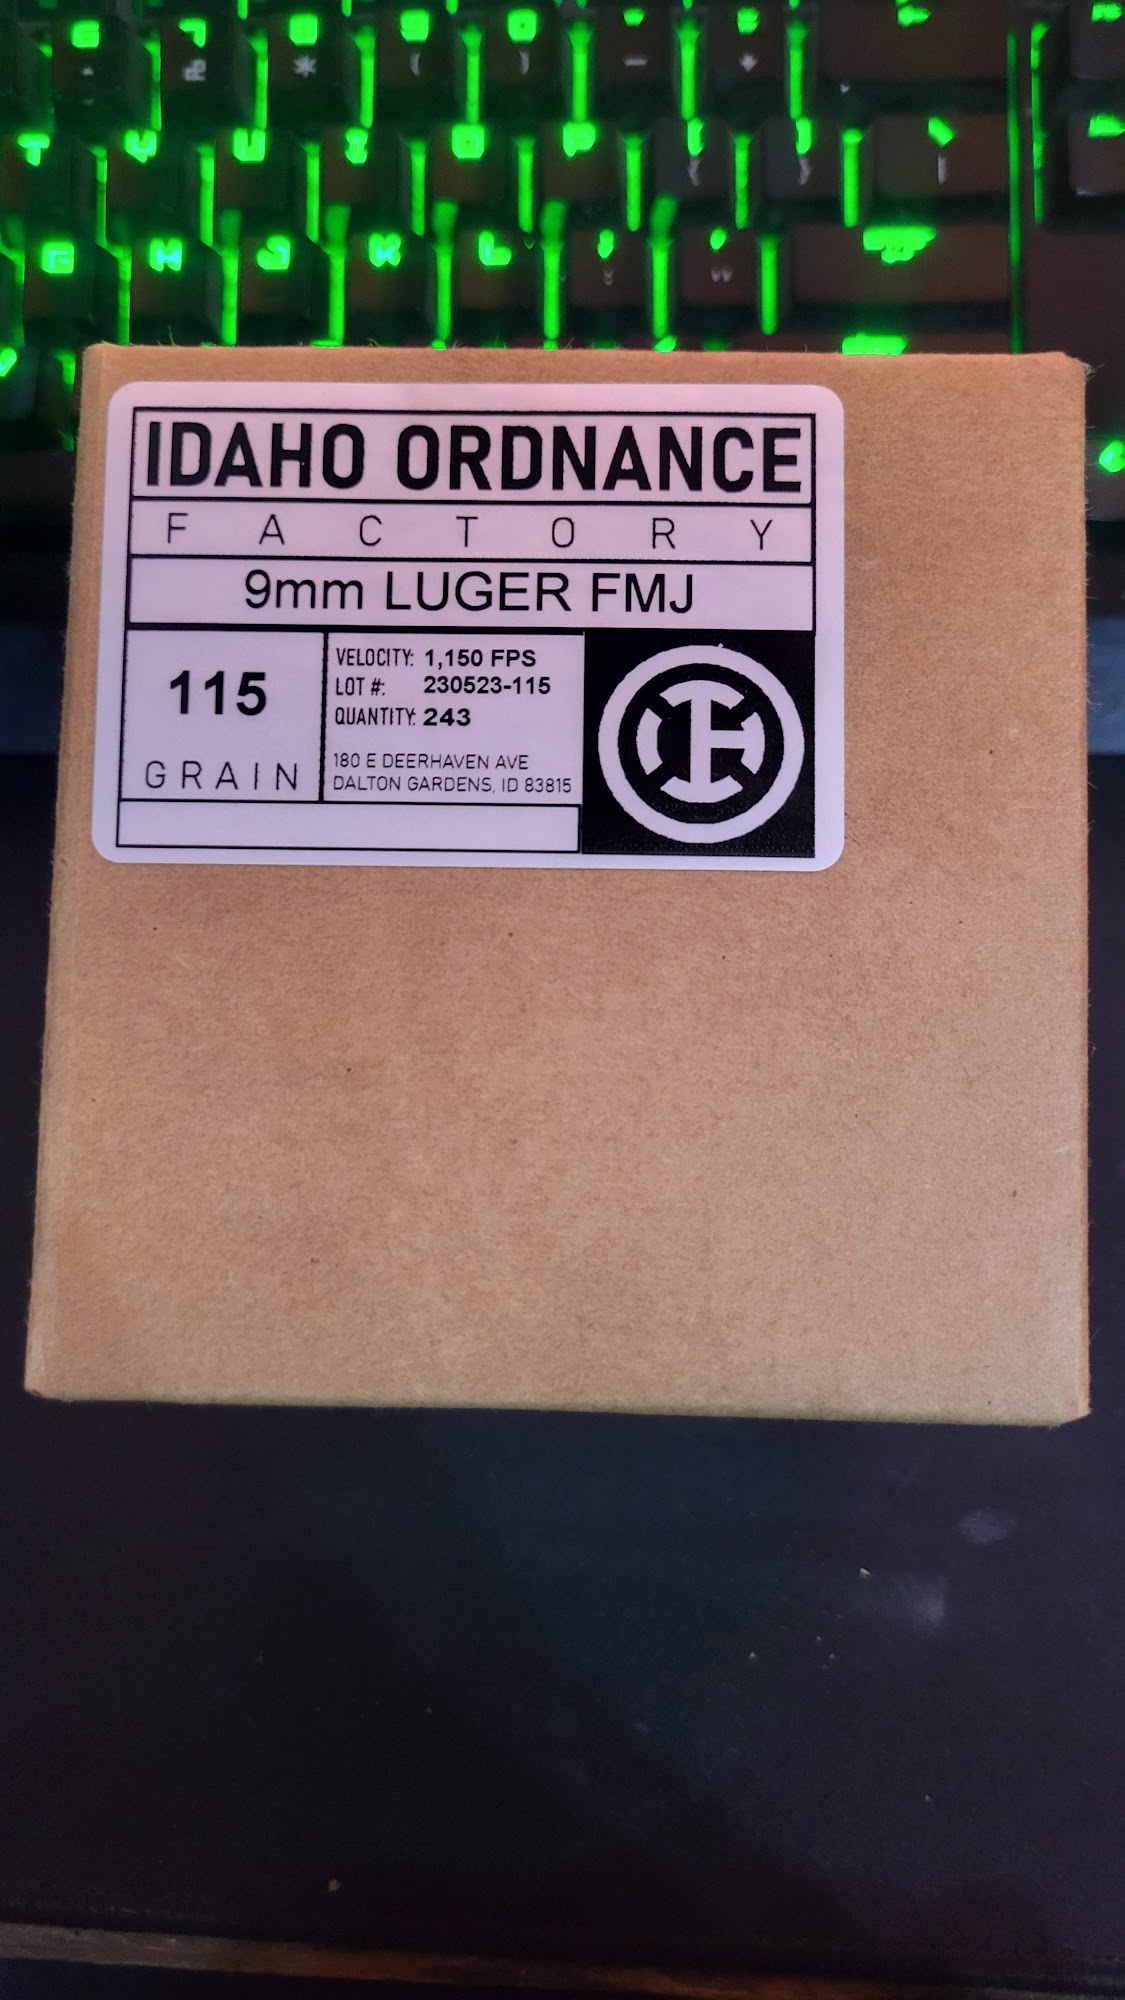 * ( )
T Y U O P
G H J K L
IDAHO ORDNANCE
FACTORY
9mm LUGER FMJ
115
GRAIN
VELOCITY: 1,150 FPS
LOT #: 230523-115
QUANTITY: 243
180 E DEERHAVEN AVE
DALTON GARDENS, ID 83815